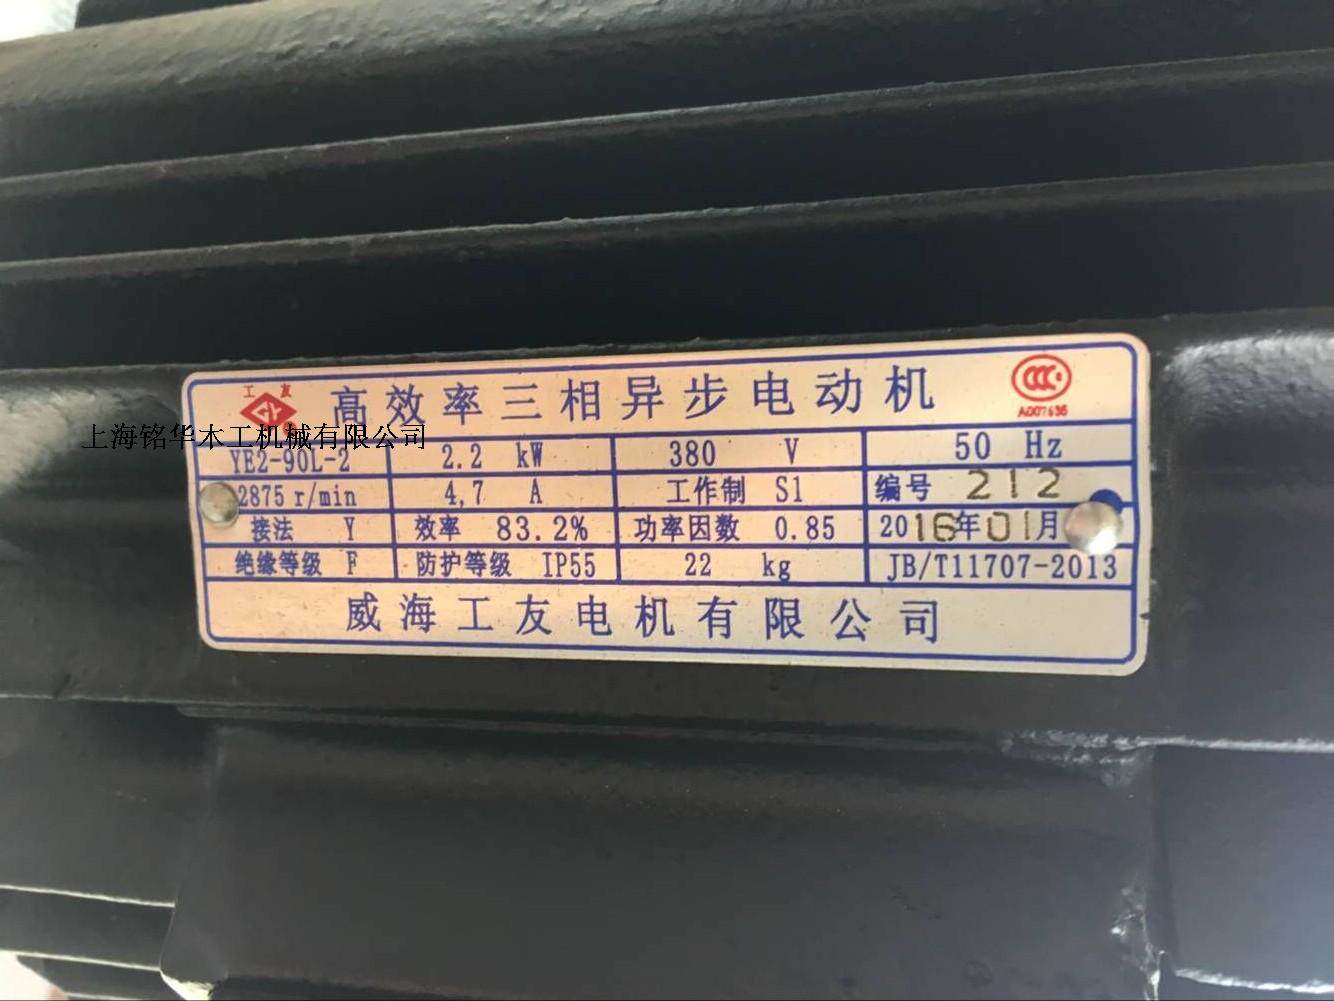 工友
高效率三相异步电动机
A007636
上海铭华木工机械有限公司
YE2-90L-2 2.2 kW 380 V 50 Hz
2875 r/min 4.7 A 工作制 S1 编号 212
接法 Y 效率 83.2% 功率因数 0.85 2016年01月
绝缘等级 F 防护等级 IP55 22 kg JB/T11707-2013
威海工友电机有限公司